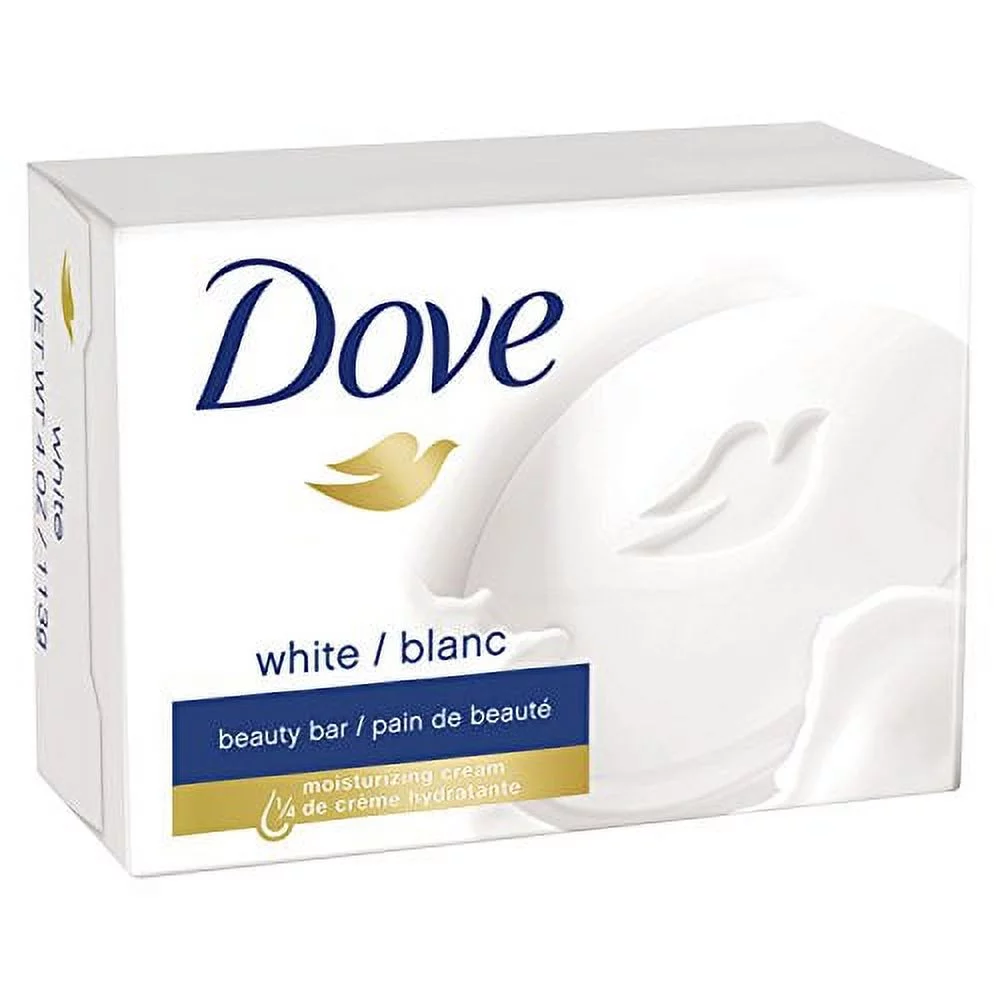 Dove
white / blanc
beauty bar / pain de beauté
1/4 moisturizing cream
de crème hydratante
White
NET WT 4 OZ / 113g